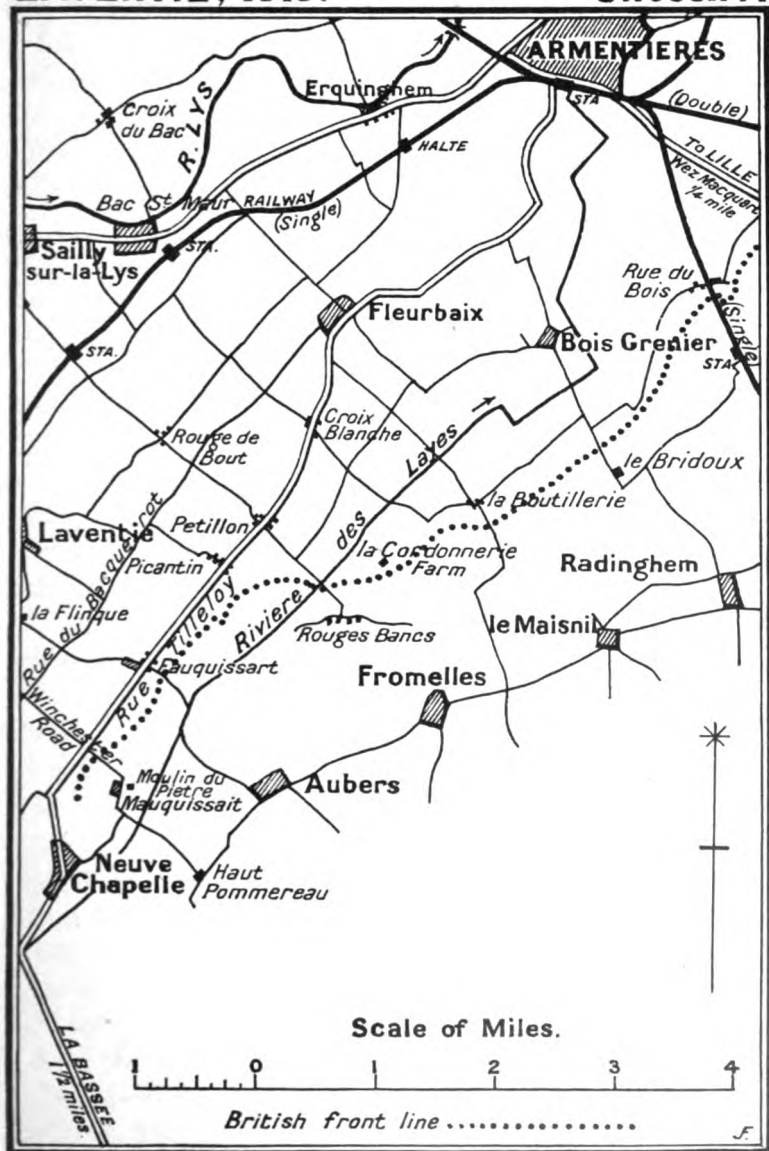 ARMENTIERES
Erquinghem
Croix
du Bac
R. LYS
STA
(Double)
HALTE
To LILLE
Wez Macquart
¼ mile
Bac St Maur
RAILWAY
(Single)
Sailly
sur-la-Lys
STA.
Rue du
Bois
(Single)
Fleurbaix
Bois Grenier
STA.
STA.
Croix
Blanche
Rouge de
Bout
Layes
le Bridoux
la Boutillerie
Laventie
Petillon
des
Picantin
la Cordonnerie
Farm
Radinghem
la Flinque
Rue du Bacquerot
Rue Tilleloy
Riviere
Rouges Bancs
le Maisnil
Fauquissart
Fromelles
Winchester
Road
Moulin du
Pietre
Mauquissait
Aubers
Neuve
Chapelle
Haut
Pommereau
LA BASSEE
1 ½ miles.
Scale of Miles.
1 0 1 2 3 4
British front line